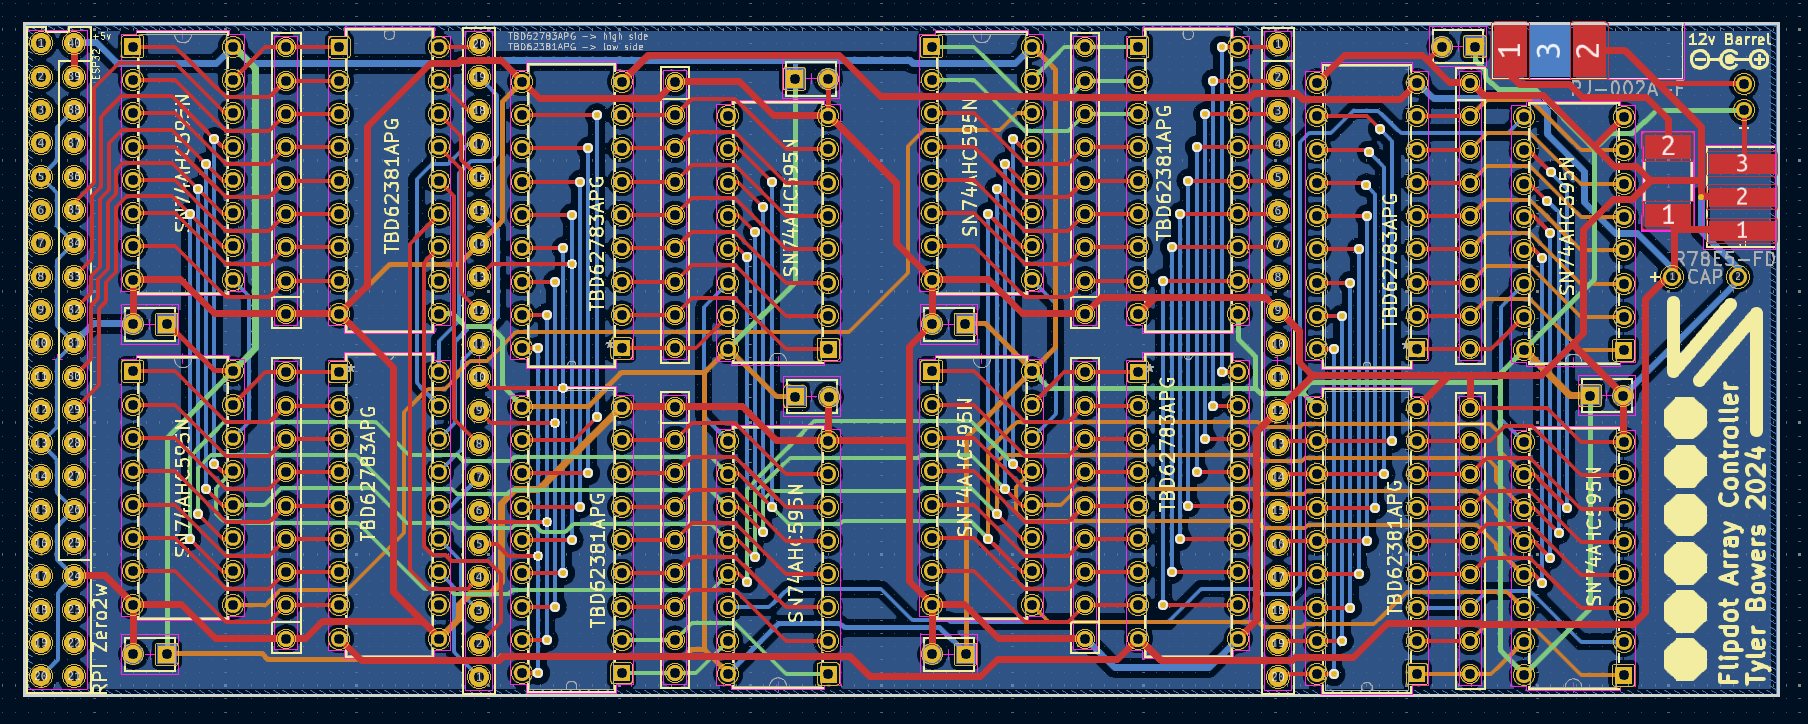 TBD62783APG -> high side
TBD62381APG -> low side
+5v
ESP32
12v Barrel
PJ-002A-F
1
3
2
SN74AHC595N
TBD62381APG
TBD62783APG
SN74AHC595N
SN74AHC595N
TBD62381APG
TBD62783APG
SN74AHC595N
2
1
3
2
1
R78E5-FD
+
CAP
SN74AHC595N
TBD62783APG
TBD62381APG
SN74AHC595N
SN74AHC595N
TBD62783APG
TBD62381APG
SN74AHC595N
RPI Zero2w
Flipdot Array Controller
Tyler Bowers 2024